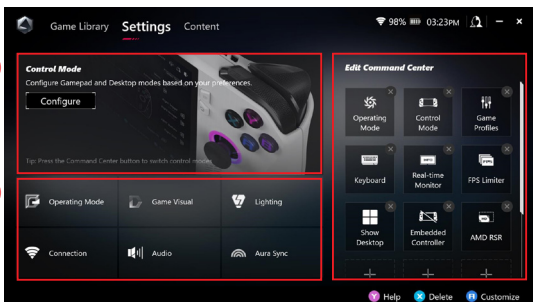 Game Library Settings Content
98% 03:23PM
Control Mode
Configure Gamepad and Desktop modes based on your preferences.
Configure
Tip: Press the Command Center button to switch control modes
Operating Mode
Game Visual
Lighting
Connection
Audio
Aura Sync
Edit Command Center
Operating
Mode
Control
Mode
Game
Profiles
Keyboard
Real-time
Monitor
FPS Limiter
Show
Desktop
Embedded
Controller
AMD RSR
Y Help X Delete B Customize